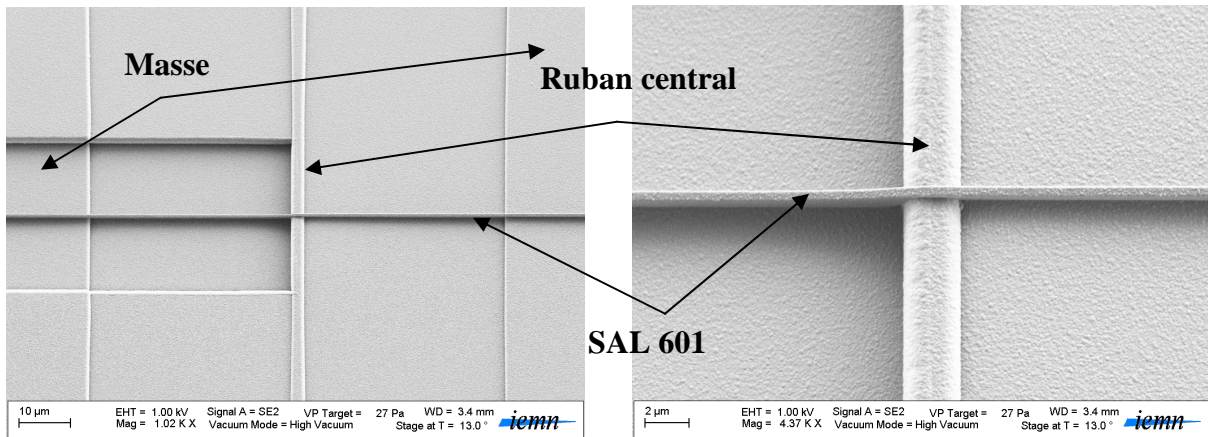 Masse
Ruban central
SAL 601
10 µm
EHT = 1.00 kV
Signal A = SE2
VP Target = 27 Pa
WD = 3.4 mm
Mag = 1.02 K X
Vacuum Mode = High Vacuum
Stage at T = 13.0 °
iemn
2 µm
EHT = 1.00 kV
Signal A = SE2
VP Target = 27 Pa
WD = 3.4 mm
Mag = 4.37 K X
Vacuum Mode = High Vacuum
Stage at T = 13.0 °
iemn